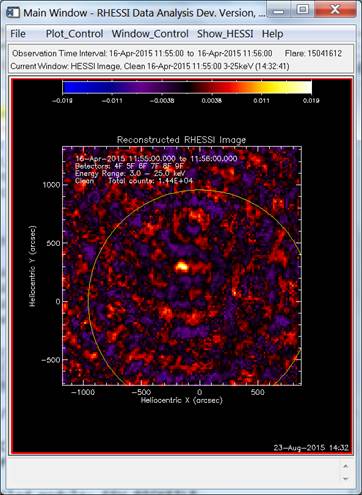 Main Window - RHESSI Data Analysis Dev. Version, ...
File Plot_Control Window_Control Show_HESSI Help
Observation Time Interval: 16-Apr-2015 11:55:00 to 16-Apr-2015 11:56:00 Flare: 15041612
Current Window: HESSI Image, Clean 16-Apr-2015 11:55:00 3-25keV (14:32:41)
-0.019 -0.011 -0.0038 0.0038 0.011 0.019
Reconstructed RHESSI Image
16-Apr-2015 11:55:00.000 to 11:56:00.000
Detectors: 4F 5F 6F 7F 8F 9F
Energy Range: 3.0 - 25.0 keV
Clean Total counts: 1.44E+04
Heliocentric Y (arcsec)
1000
500
0
-500
-1000 -500 0 500
Heliocentric X (arcsec)
23-Aug-2015 14:32